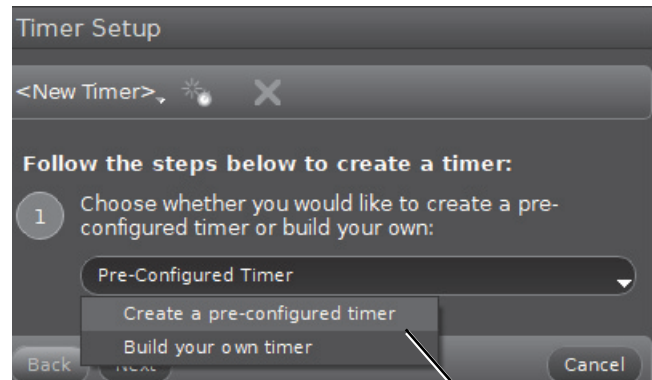 Timer Setup
<New Timer>
Follow the steps below to create a timer:
1
Choose whether you would like to create a pre-
configured timer or build your own:
Pre-Configured Timer
Create a pre-configured timer
Build your own timer
Back Next Cancel